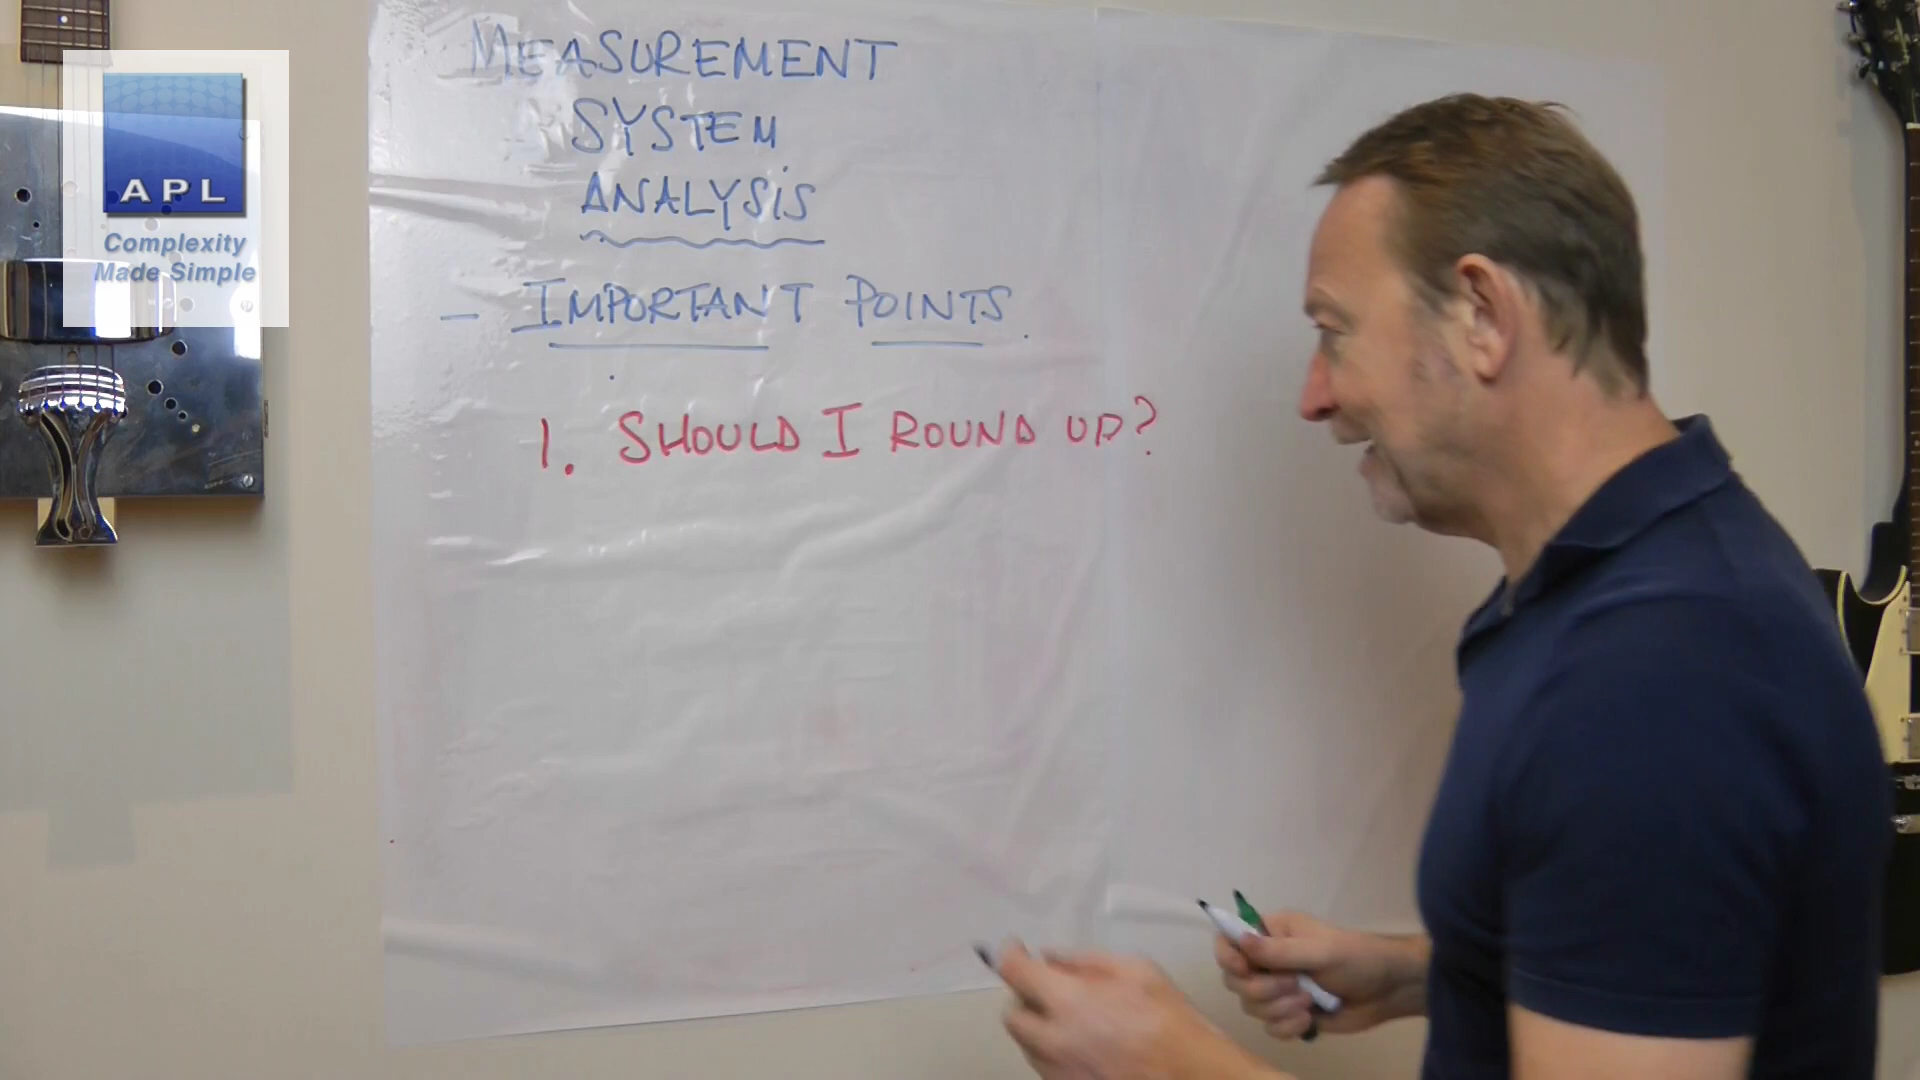 APL
Complexity
Made Simple
MEASUREMENT
SYSTEM
ANALYSiS
- IMPORTANT POINTS.
1. SHOULD I ROUND UP?